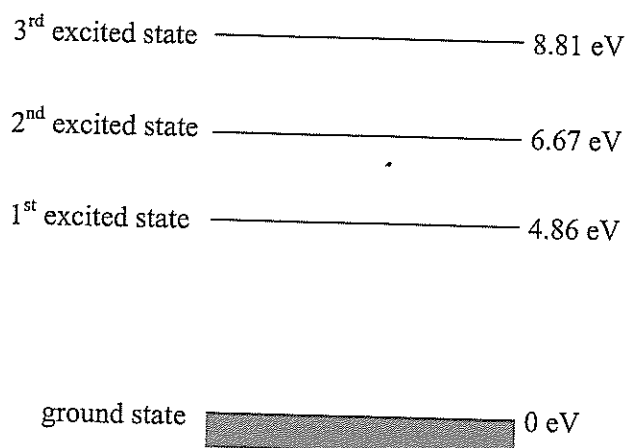 3rd excited state 8.81 eV
2nd excited state 6.67 eV
1st excited state 4.86 eV
ground state 0 eV